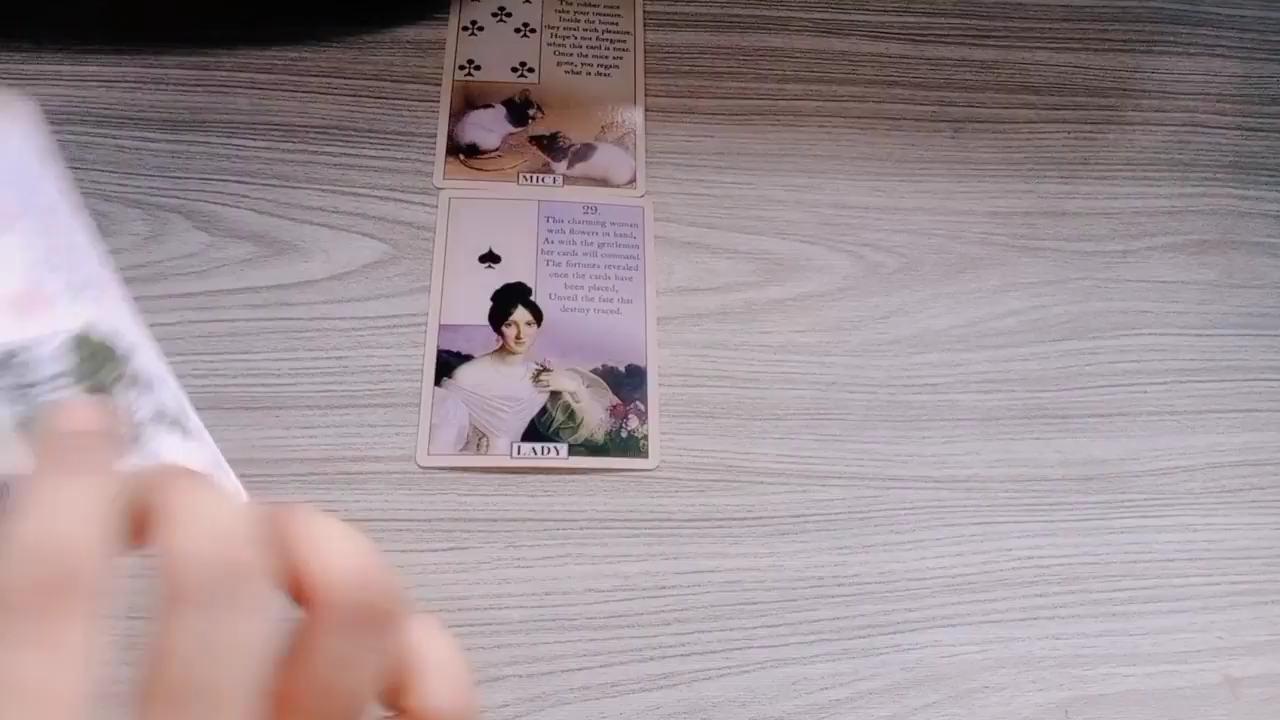 The robber mice
take your treasure.
Inside the house
they steal with pleasure.
Hope's not foregone
when this card is near.
Once the mice are
gone, you regain
what is dear.
MICE
29.
This charming woman
with flowers in hand,
As with the gentleman
her cards will command.
The fortunes revealed
once the cards have
been placed,
Unveil the fate that
destiny traced.
LADY